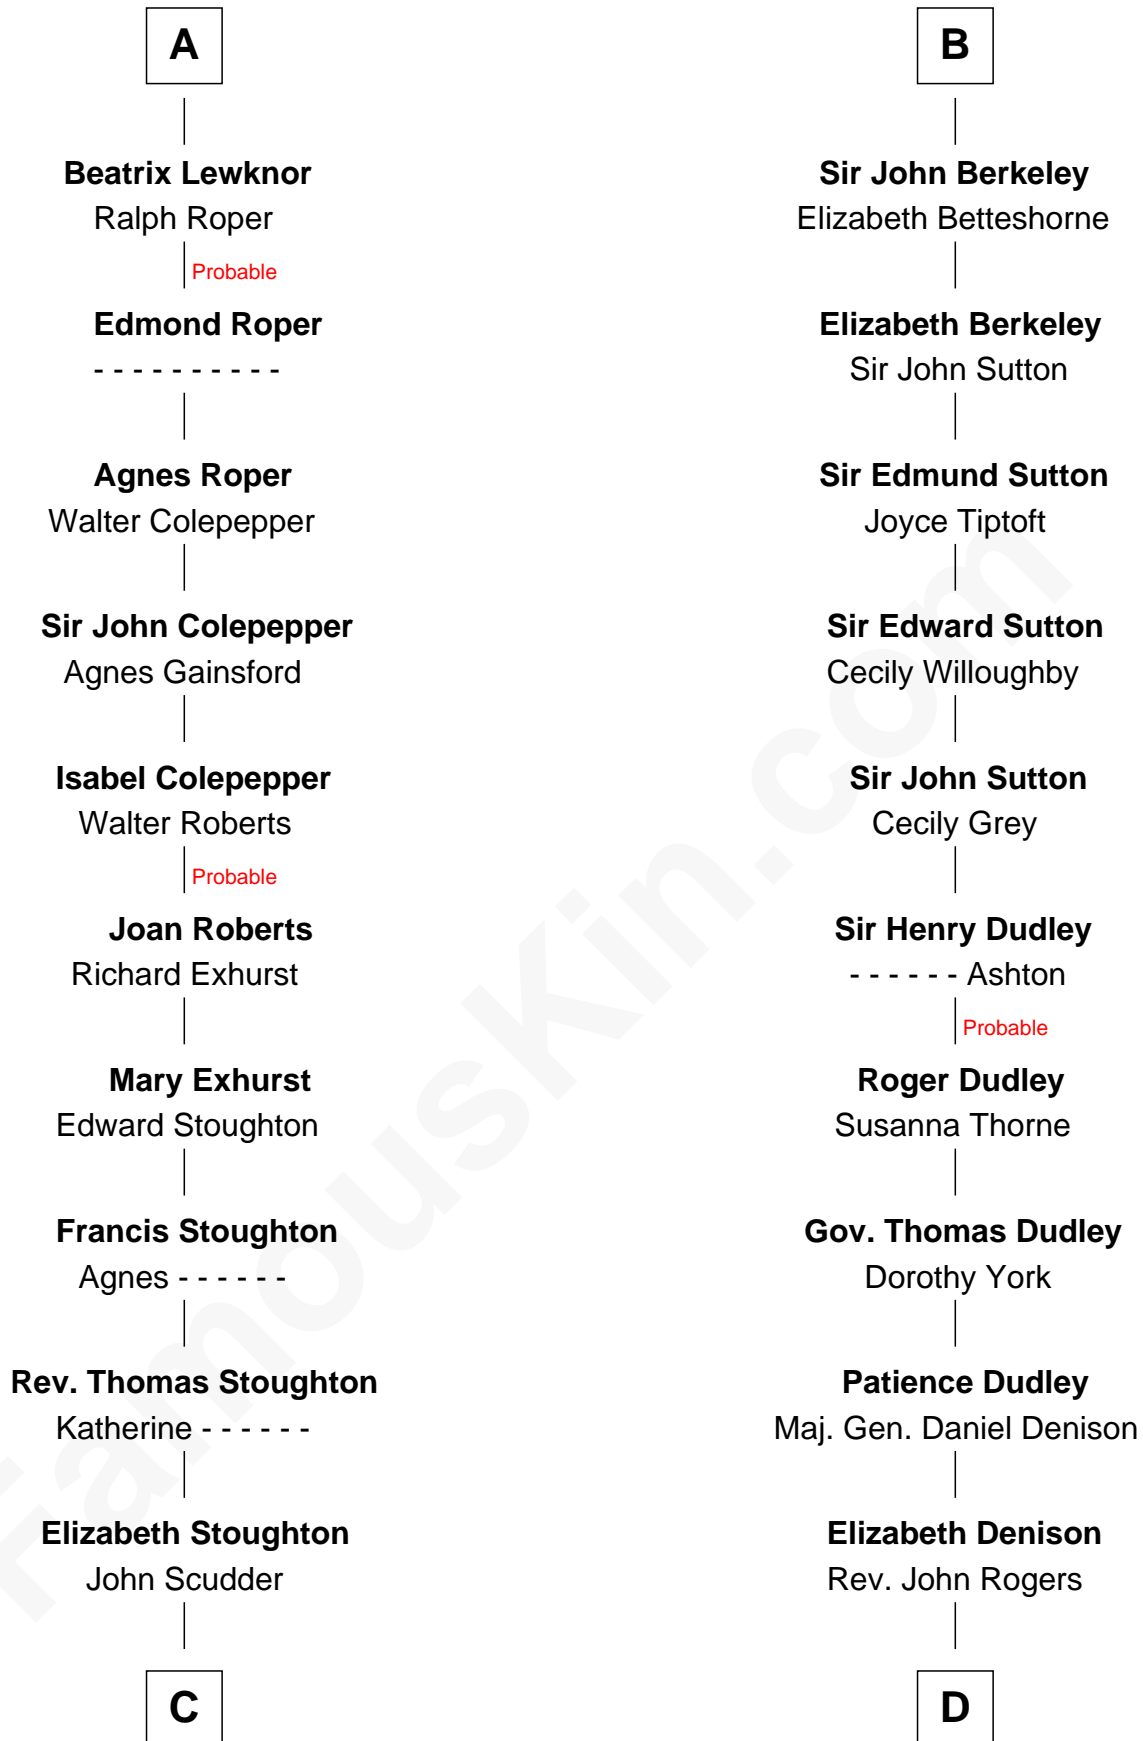 A
Beatrix Lewknor
Ralph Roper
Probable
Edmond Roper
- - - - - - - - - -
Agnes Roper
Walter Colepepper
Sir John Colepepper
Agnes Gainsford
Isabel Colepepper
Walter Roberts
Probable
Joan Roberts
Richard Exhurst
Mary Exhurst
Edward Stoughton
Francis Stoughton
Agnes - - - - - -
Rev. Thomas Stoughton
Katherine - - - - - -
Elizabeth Stoughton
John Scudder
C
B
Sir John Berkeley
Elizabeth Betteshorne
Elizabeth Berkeley
Sir John Sutton
Sir Edmund Sutton
Joyce Tiptoft
Sir Edward Sutton
Cecily Willoughby
Sir John Sutton
Cecily Grey
Sir Henry Dudley
- - - - - - Ashton
Probable
Roger Dudley
Susanna Thorne
Gov. Thomas Dudley
Dorothy York
Patience Dudley
Maj. Gen. Daniel Denison
Elizabeth Denison
Rev. John Rogers
D
FamousKin.com